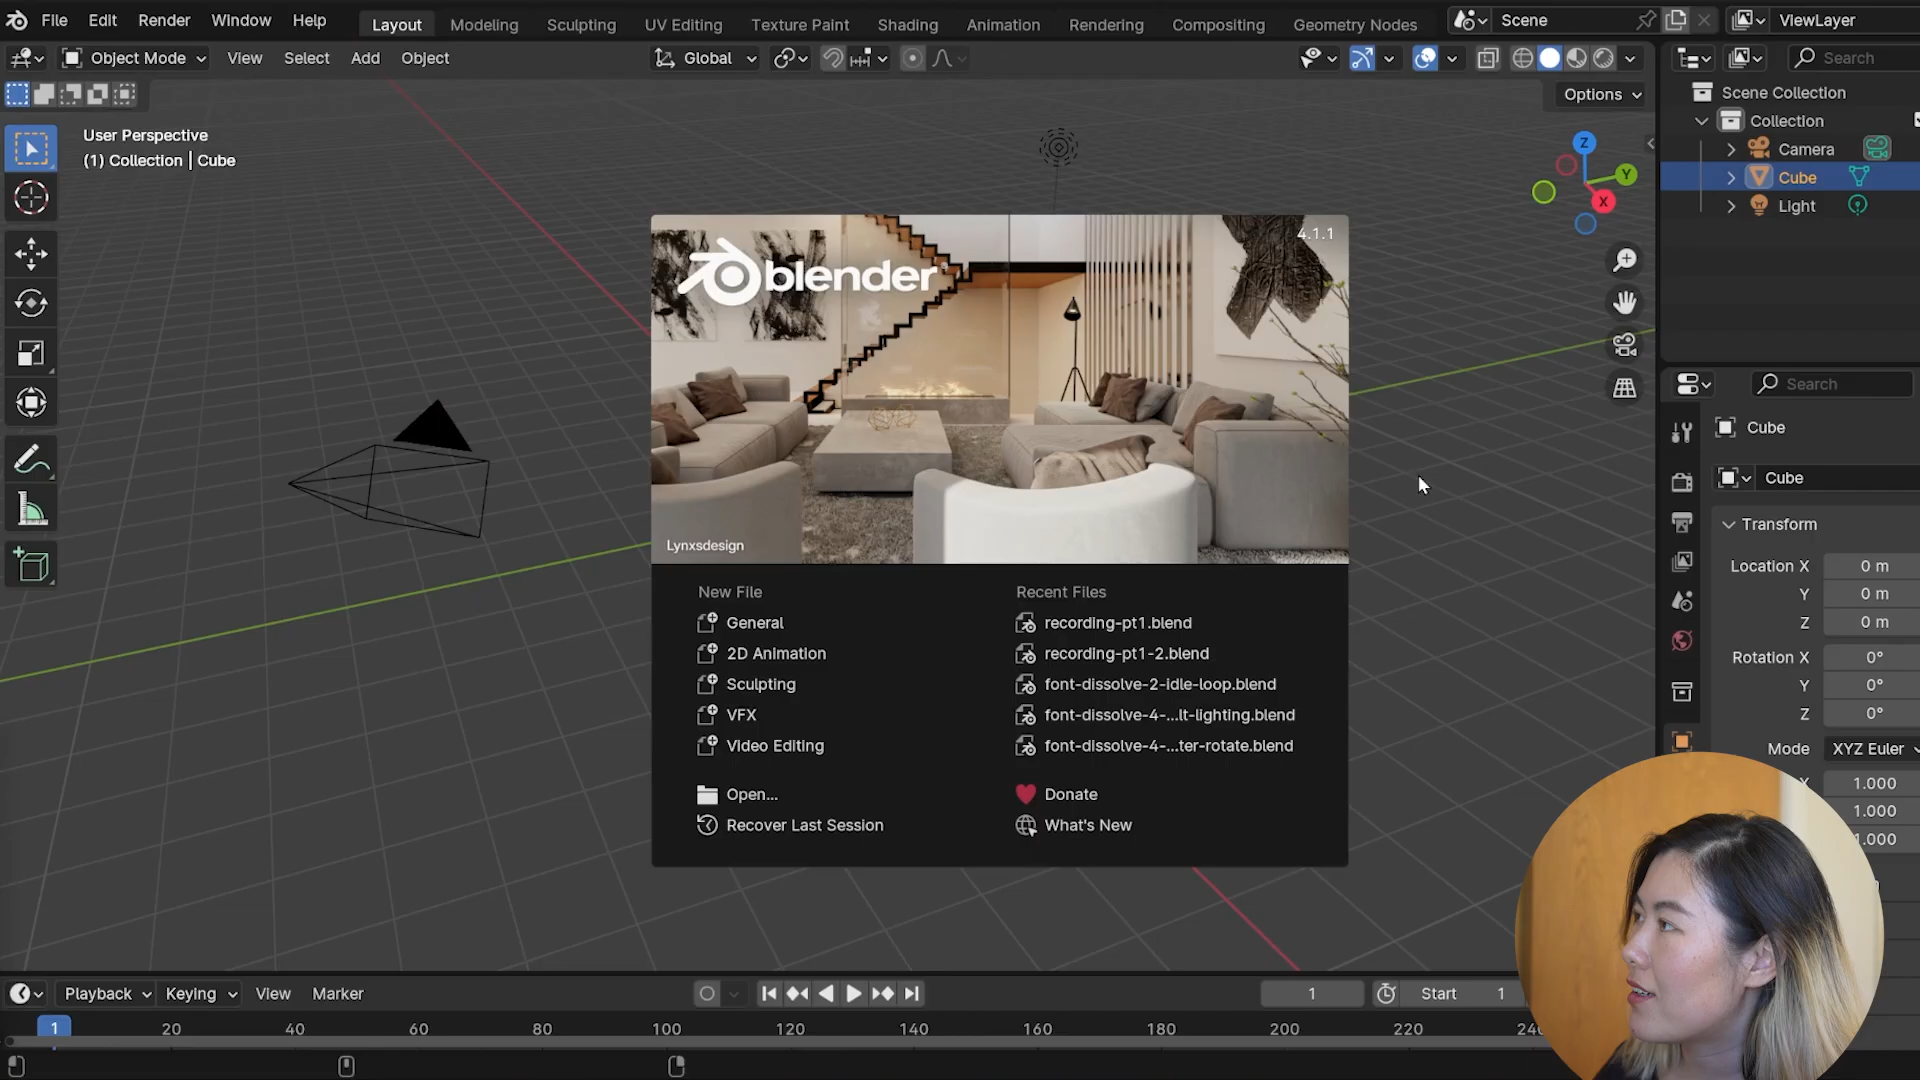 File Edit Render Window Help Layout Modeling Sculpting UV Editing Texture Paint Shading Animation Rendering Compositing Geometry Nodes Scene ViewLayer
Object Mode View Select Add Object Global Search
Options
User Perspective
(1) Collection | Cube
Scene Collection
Collection
Camera
Cube
Light
Z
Y
X
4.1.1
blender
Lynxsdesign
New File
General
2D Animation
Sculpting
VFX
Video Editing
Open...
Recover Last Session
Recent Files
recording-pt1.blend
recording-pt1-2.blend
font-dissolve-2-idle-loop.blend
font-dissolve-4-...lt-lighting.blend
font-dissolve-4-...ter-rotate.blend
Donate
What's New
Search
Cube
Cube
Transform
Location X 0 m
Y 0 m
Z 0 m
Rotation X 0°
Y 0°
Z 0°
Mode XYZ Euler
X 1.000
1.000
1.000
Playback Keying View Marker 1 Start 1
1 20 40 60 80 100 120 140 160 180 200 220